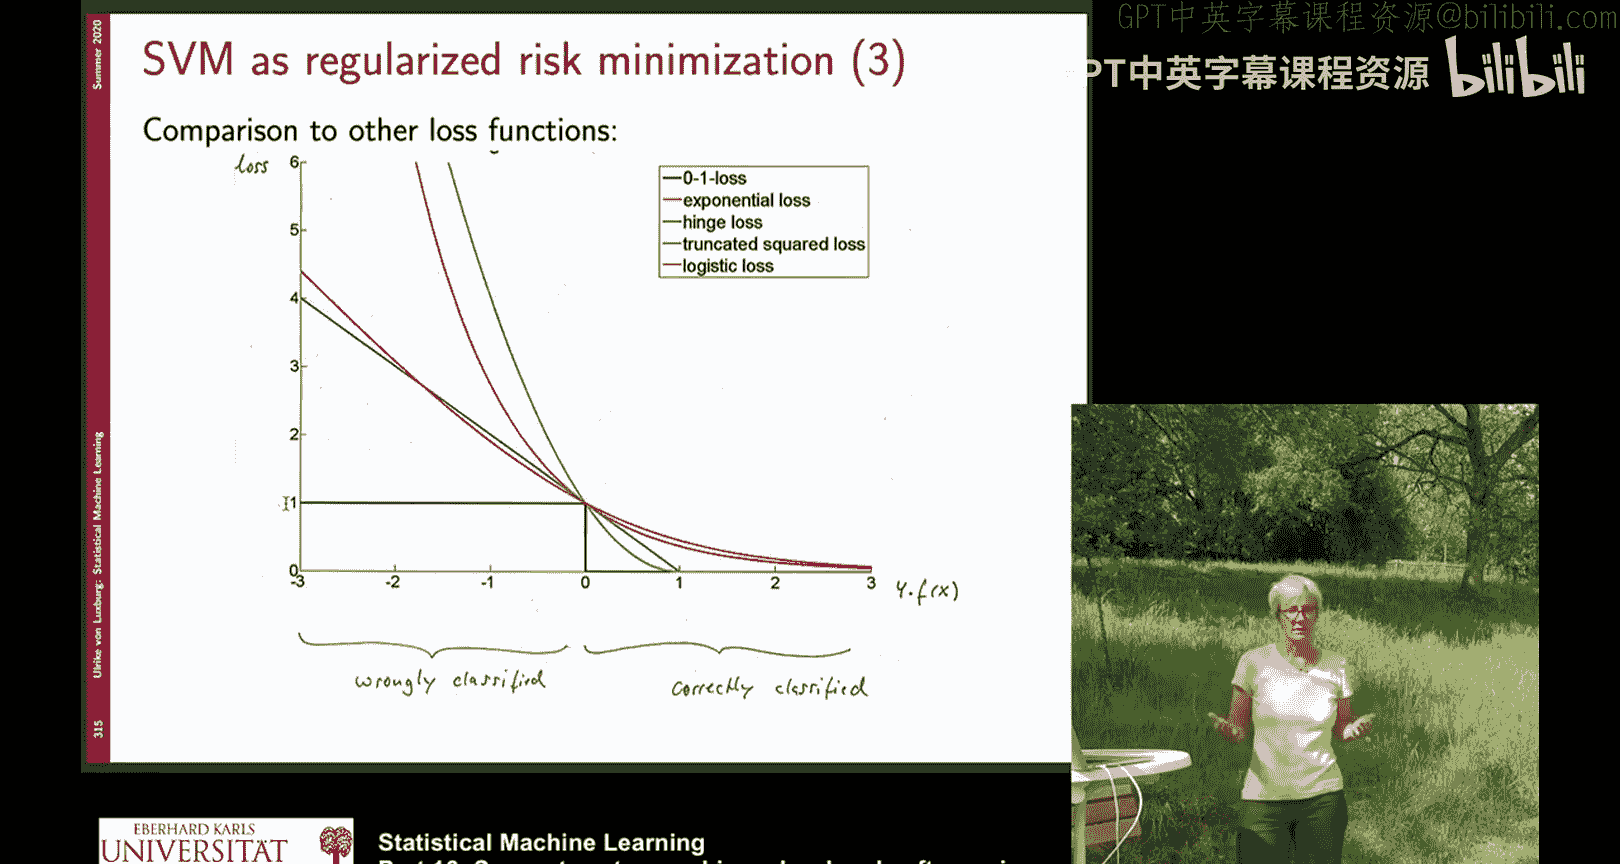 GPT中英字幕课程资源@bilibili.com
PT中英字幕课程资源 bilibili
Summer 2020
SVM as regularized risk minimization (3)
Comparison to other loss functions:
loss
6
5
4
3
2
1
0
-3 -2 -1 0 1 2 3
y.f(x)
0-1-loss
exponential loss
hinge loss
truncated squared loss
logistic loss
wrongly classified
correctly classified
Ulrike von Luxburg: Statistical Machine Learning
315
EBERHARD KARLS
UNIVERSITÄT
Statistical Machine Learning